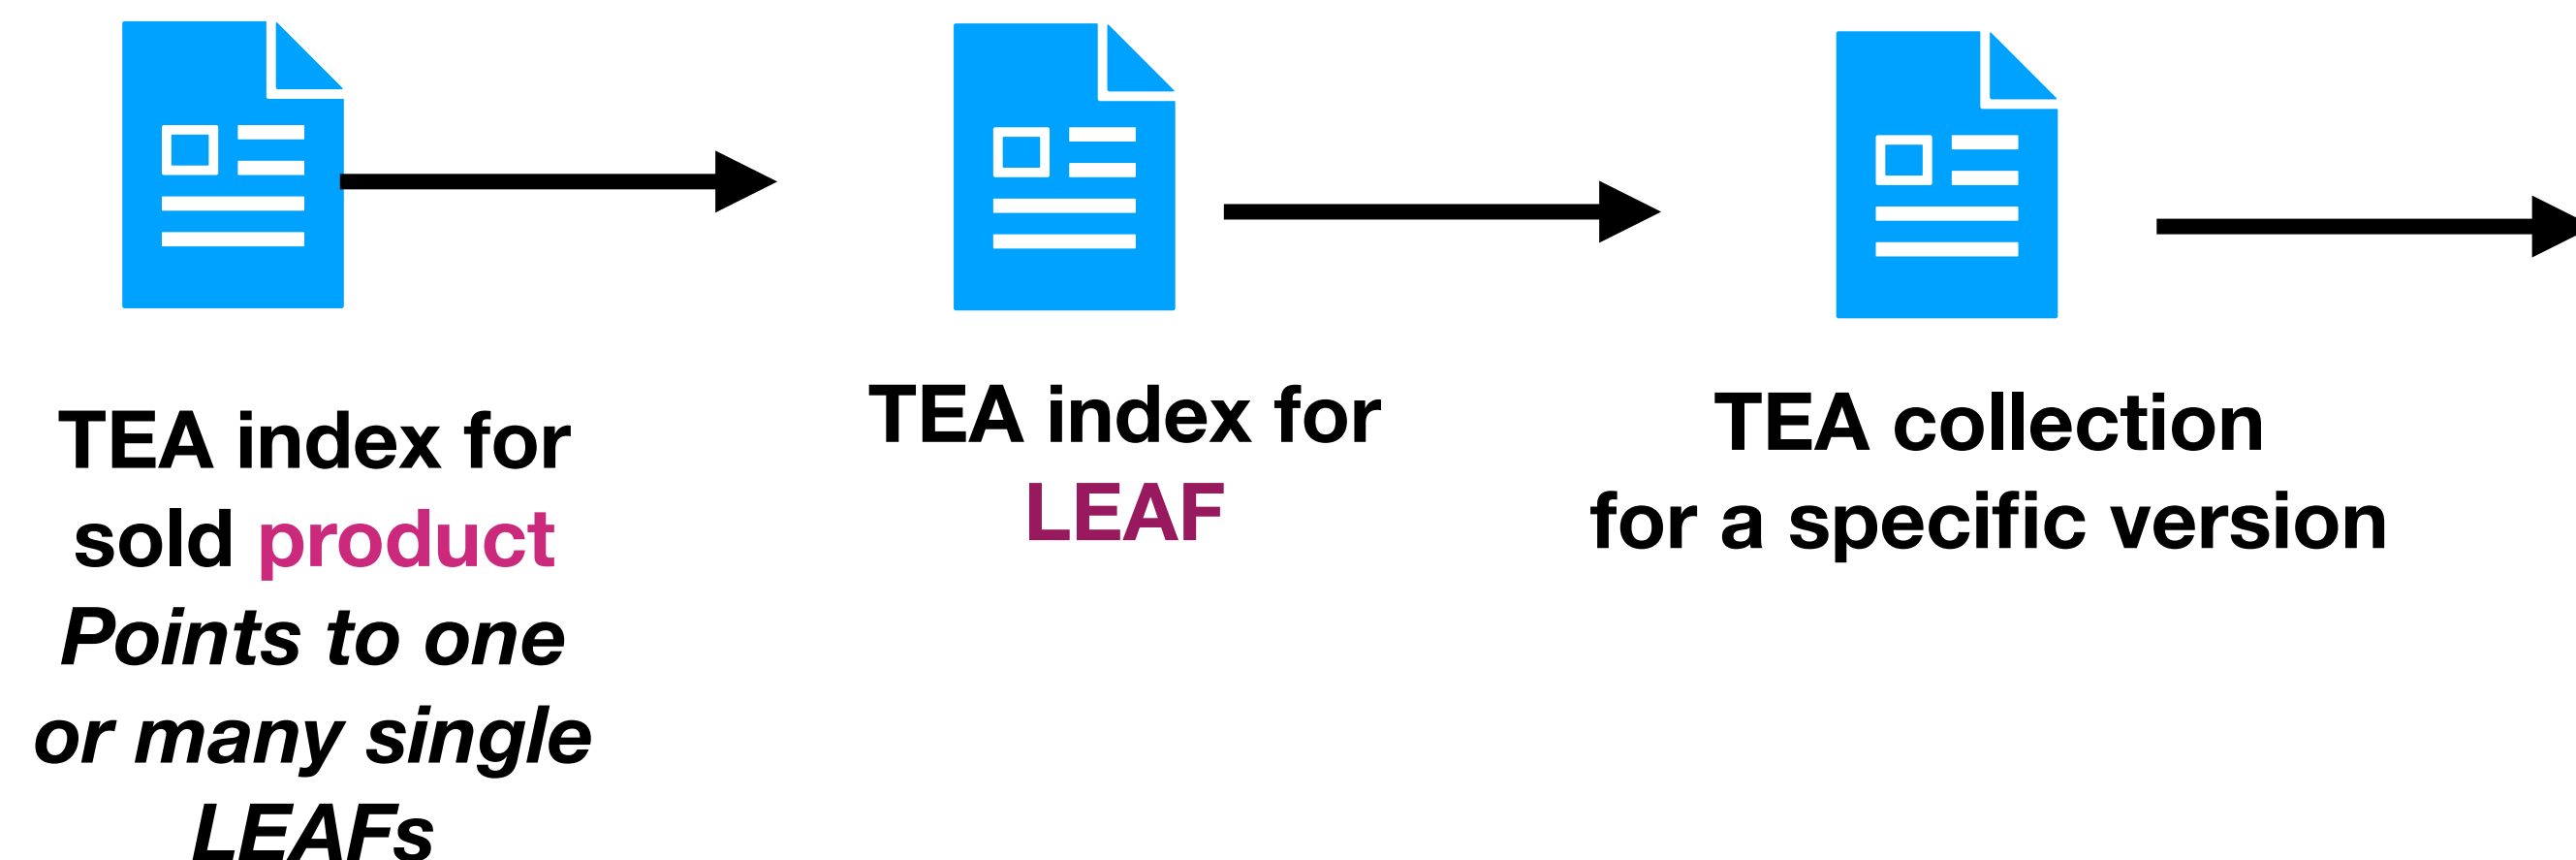 TEA index for
sold product
Points to one
or many single
LEAFs
TEA index for
LEAF
TEA collection
for a specific version